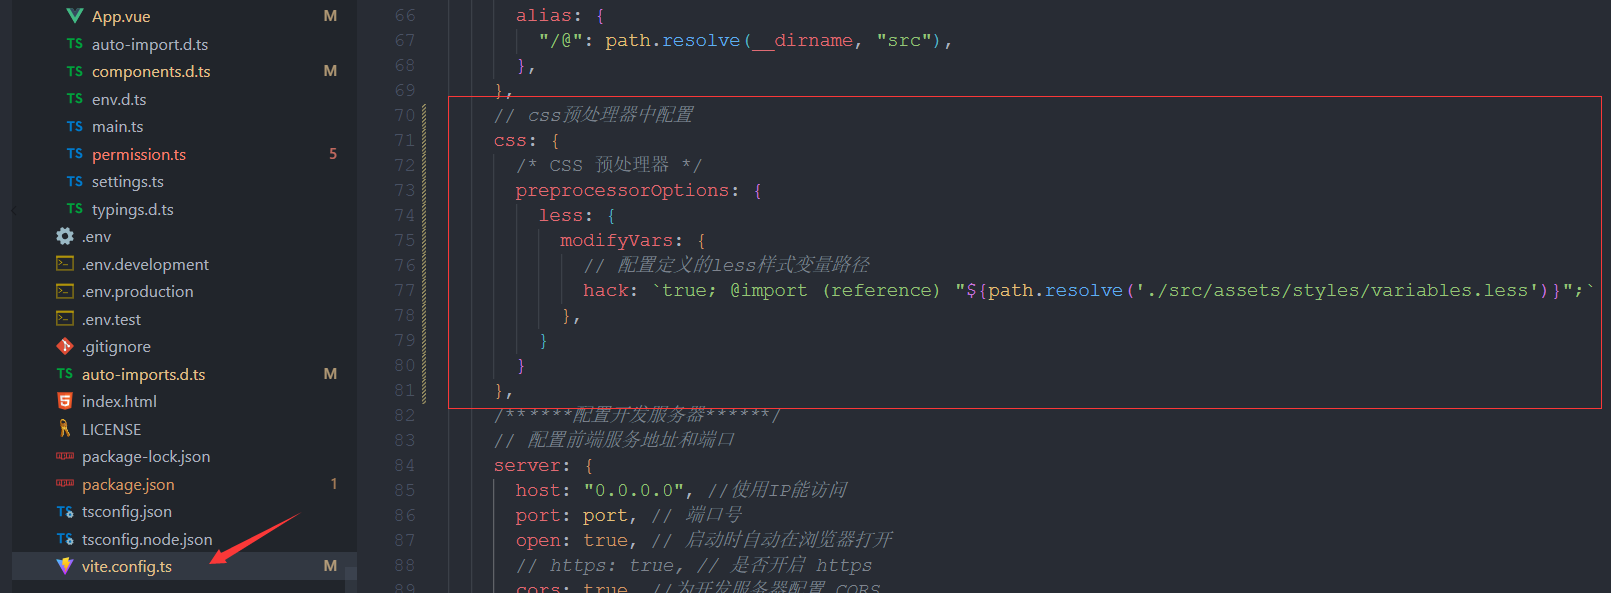 App.vue M
TS auto-import.d.ts
TS components.d.ts M
TS env.d.ts
TS main.ts
TS permission.ts 5
TS settings.ts
TS typings.d.ts
.env
.env.development
.env.production
.env.test
.gitignore
TS auto-imports.d.ts M
index.html
LICENSE
package-lock.json
package.json 1
TS tsconfig.json
TS tsconfig.node.json
vite.config.ts M
66 alias: {
67 "/@": path.resolve(__dirname, "src"),
68 },
69 },
70 // css预处理器中配置
71 css: {
72 /* CSS 预处理器 */
73 preprocessorOptions: {
74 less: {
75 modifyVars: {
76 // 配置定义的less样式变量路径
77 hack: `true; @import (reference) "${path.resolve('./src/assets/styles/variables.less')}";`
78 },
79 }
80 }
81 },
82 /******配置开发服务器******/
83 // 配置前端服务地址和端口
84 server: {
85 host: "0.0.0.0", //使用IP能访问
86 port: port, // 端口号
87 open: true, // 启动时自动在浏览器打开
88 // https: true, // 是否开启 https
89 cors: true, //为开发服务器配置 CORS